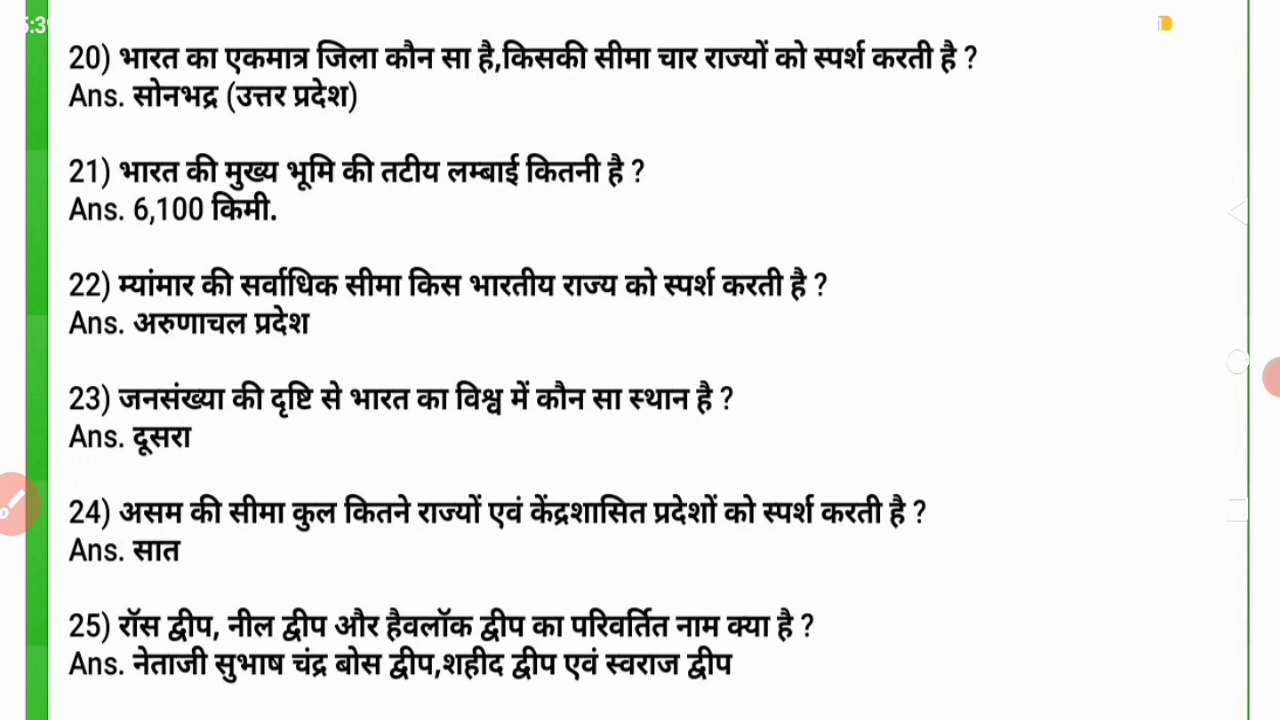 20) भारत का एकमात्र जिला कौन सा है,किसकी सीमा चार राज्यों को स्पर्श करती है ?
Ans. सोनभद्र (उत्तर प्रदेश)
21) भारत की मुख्य भूमि की तटीय लम्बाई कितनी है ?
Ans. 6,100 किमी.
22) म्यांमार की सर्वाधिक सीमा किस भारतीय राज्य को स्पर्श करती है ?
Ans. अरुणाचल प्रदेश
23) जनसंख्या की दृष्टि से भारत का विश्व में कौन सा स्थान है ?
Ans. दूसरा
24) असम की सीमा कुल कितने राज्यों एवं केंद्रशासित प्रदेशों को स्पर्श करती है ?
Ans. सात
25) रॉस द्वीप, नील द्वीप और हैवलॉक द्वीप का परिवर्तित नाम क्या है ?
Ans. नेताजी सुभाष चंद्र बोस द्वीप,शहीद द्वीप एवं स्वराज द्वीप